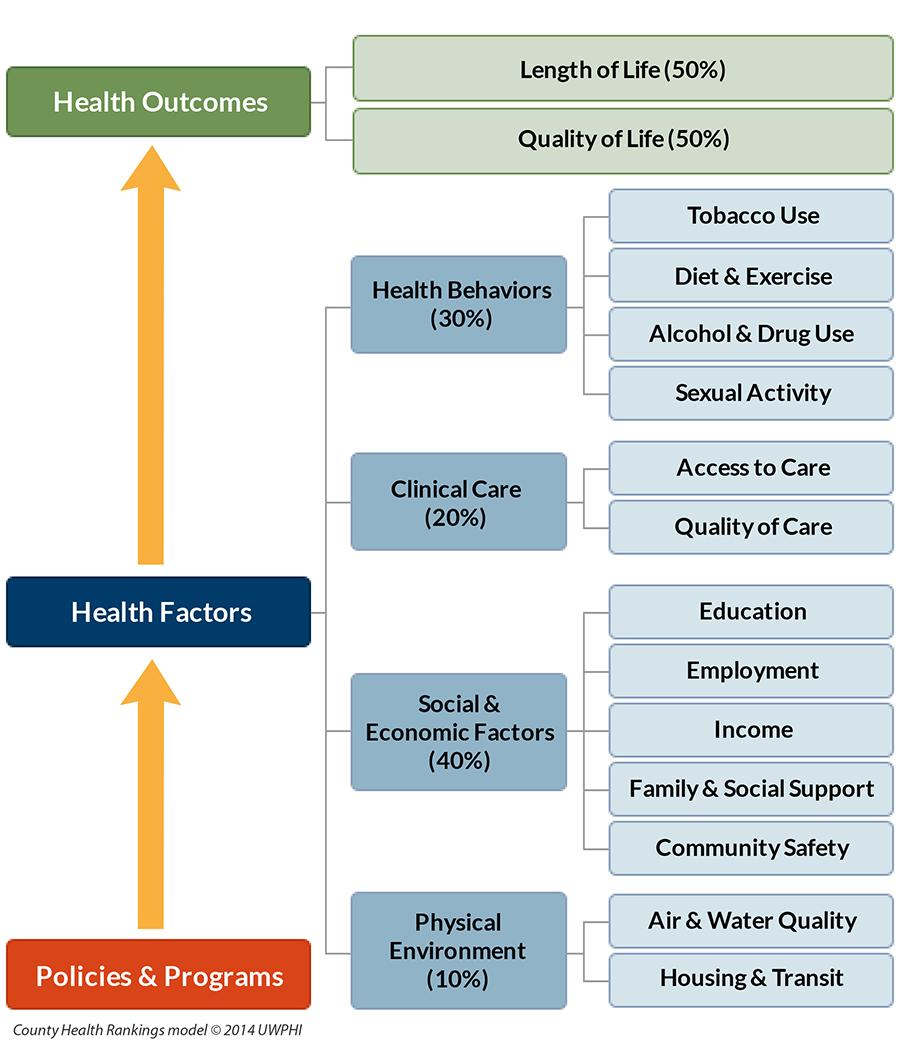 Health Outcomes
Length of Life (50%)
Quality of Life (50%)
Health Factors
Health Behaviors
(30%)
Tobacco Use
Diet & Exercise
Alcohol & Drug Use
Sexual Activity
Clinical Care
(20%)
Access to Care
Quality of Care
Social &
Economic Factors
(40%)
Education
Employment
Income
Family & Social Support
Community Safety
Physical
Environment
(10%)
Air & Water Quality
Housing & Transit
Policies & Programs
County Health Rankings model © 2014 UWPHI